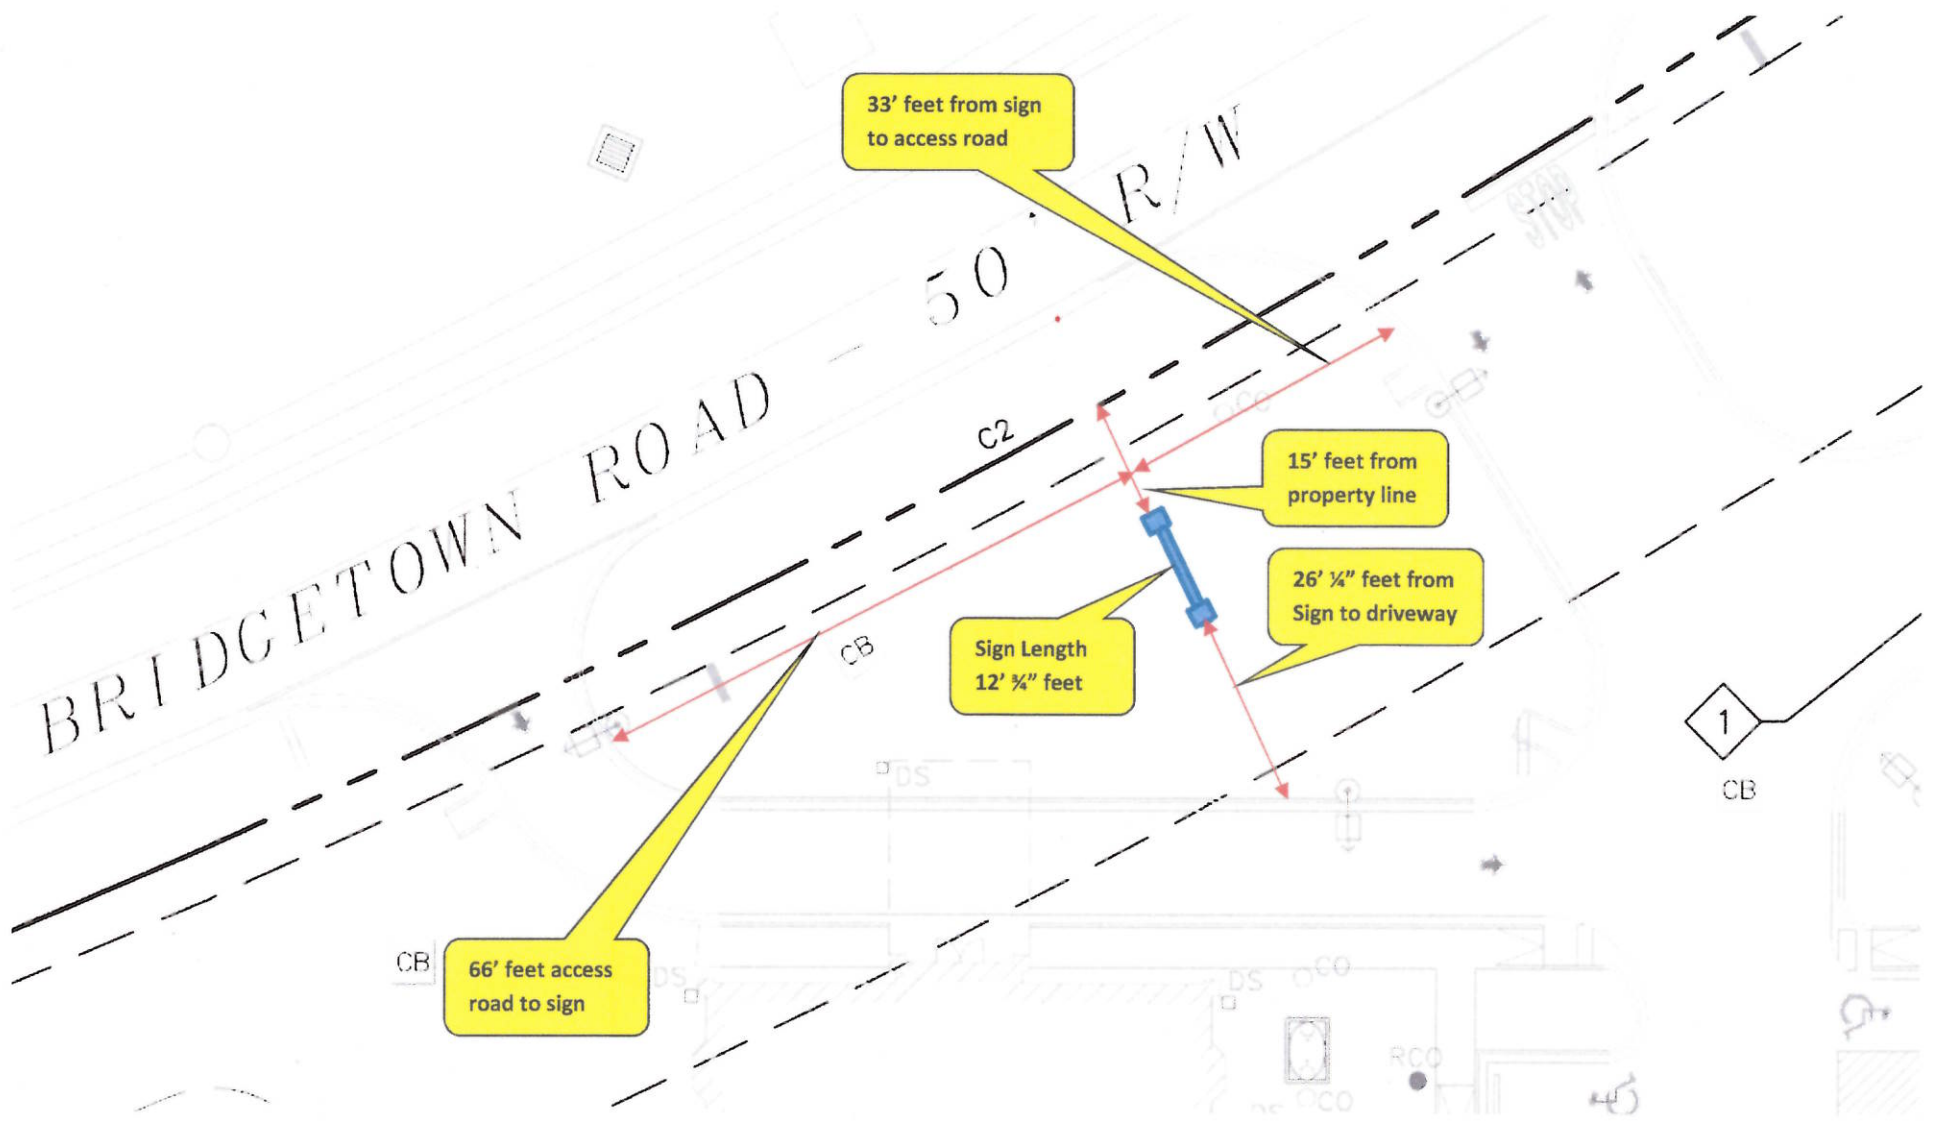 33’ feet from sign
to access road
BRIDGETOWN ROAD - 50' R/W
C2
CO
15’ feet from
property line
26’ ¼” feet from
Sign to driveway
Sign Length
12’ ¾” feet
CB
1
CB
DS
CB
66’ feet access
road to sign
DS
DS
CO
RCO
CO